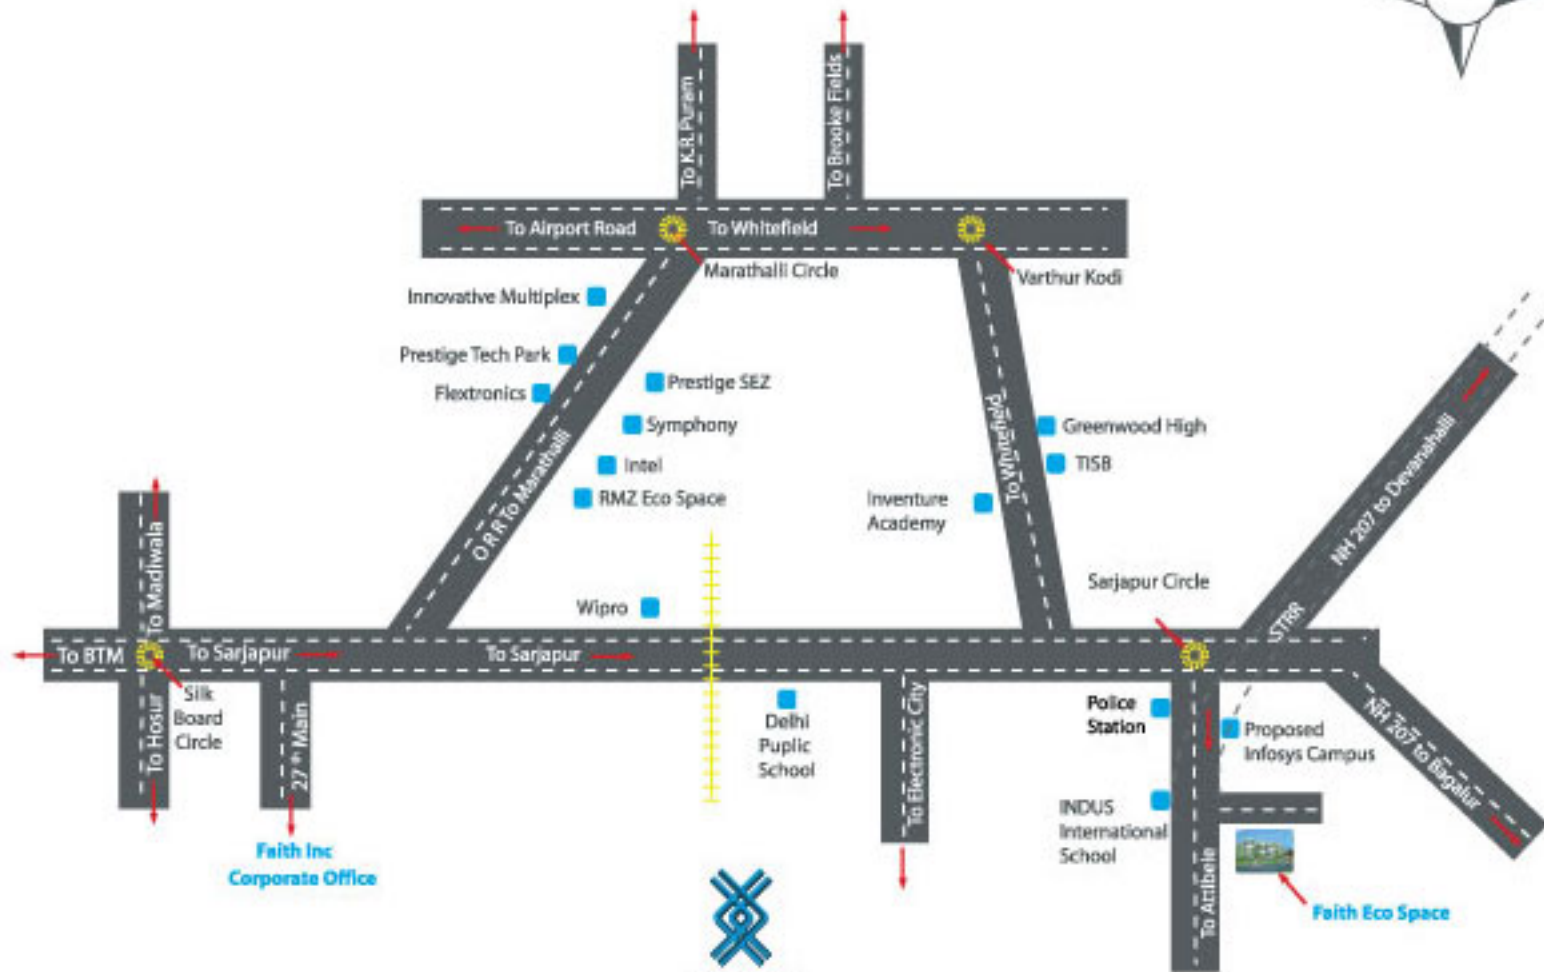 To K.R.Puram
To Brooke Fields
To Airport Road
To Whitefield
Marathalli Circle
Varthur Kodi
Innovative Multiplex
Prestige Tech Park
Flextronics
Prestige SEZ
Symphony
Intel
RMZ Eco Space
O R R To Marathalli
To Whitefield
Greenwood High
TISB
Inventure
Academy
NH 207 to Devanahalli
STRR
Sarjapur Circle
Wipro
To Madiwala
To BTM
To Sarjapur
To Sarjapur
Silk
Board
Circle
To Hosur
27th Main
Delhi
Puplic
School
To Electronic City
Police
Station
Proposed
Infosys Campus
NH 207 to Bagalur
INDUS
International
School
To Attibele
Faith Inc
Corporate Office
Faith Eco Space